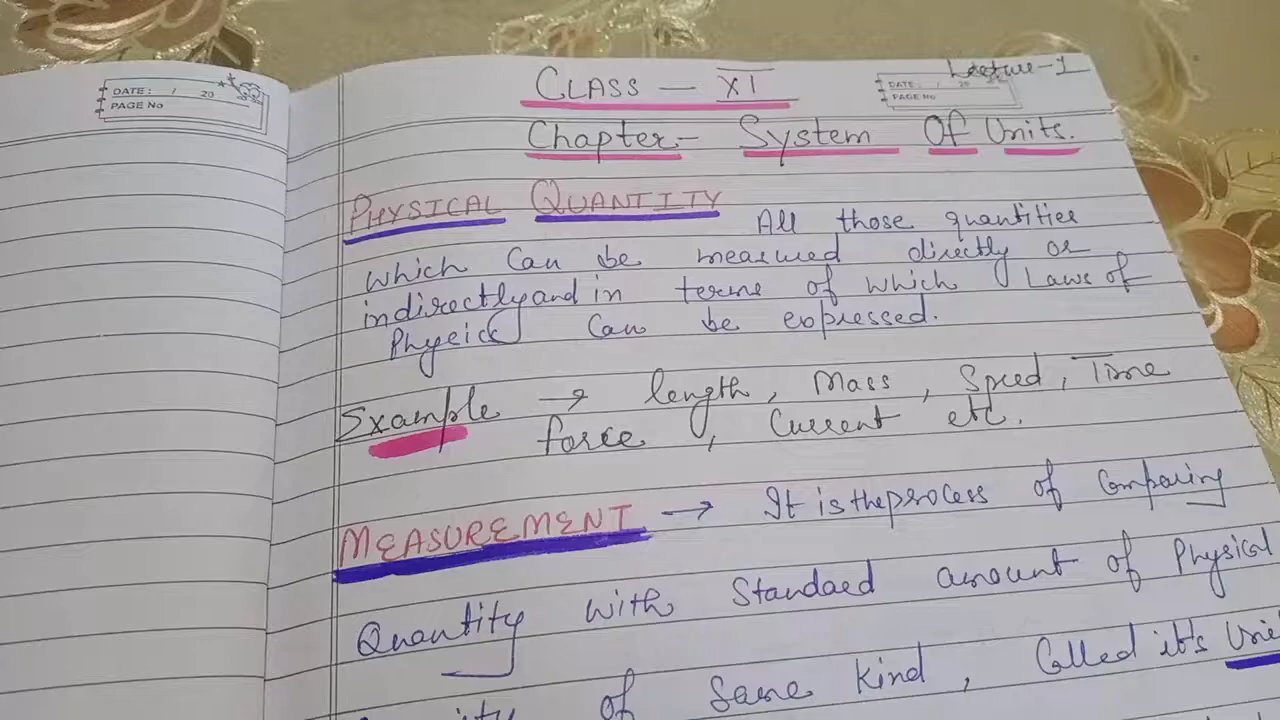 DATE: / 20
PAGE No
Lecture-1
CLASS — XI
DATE: / 20
PAGE No
Chapter- System Of Units.
PHYSICAL QUANTITY
All those quantities
which can be measured directly or
indirectly and in terms of which Laws of
Physics can be expressed.
Example → length, Mass, Speed, Time
force, Current etc.
MEASUREMENT → It is the process of Comparing
Quantity with Standard amount of Physical
of Same kind, Called it's